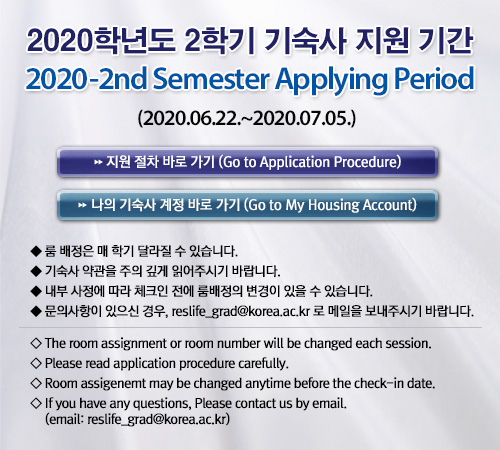 2020학년도 2학기 기숙사 지원 기간
2020-2nd Semester Applying Period
(2020.06.22.~2020.07.05.)
▸▸ 지원 절차 바로 가기 (Go to Application Procedure)
▸▸ 나의 기숙사 계정 바로 가기 (Go to My Housing Account)
◆ 룸 배정은 매 학기 달라질 수 있습니다.
◆ 기숙사 약관을 주의 깊게 읽어주시기 바랍니다.
◆ 내부 사정에 따라 체크인 전에 룸배정의 변경이 있을 수 있습니다.
◆ 문의사항이 있으신 경우, reslife_grad@korea.ac.kr 로 메일을 보내주시기 바랍니다.
◇ The room assignment or room number will be changed each session.
◇ Please read application procedure carefully.
◇ Room assigenemt may be changed anytime before the check-in date.
◇ If you have any questions, Please contact us by email.
(email: reslife_grad@korea.ac.kr)